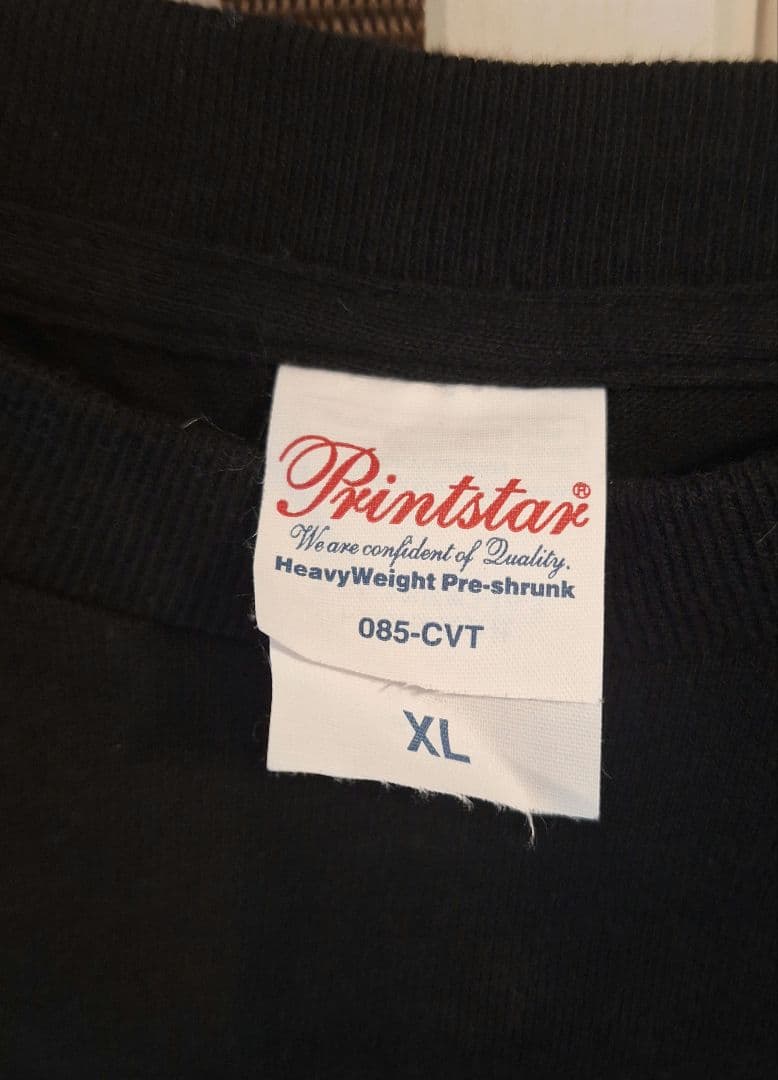 Printstar®
We are confident of Quality.
HeavyWeight Pre-shrunk
085-CVT
XL